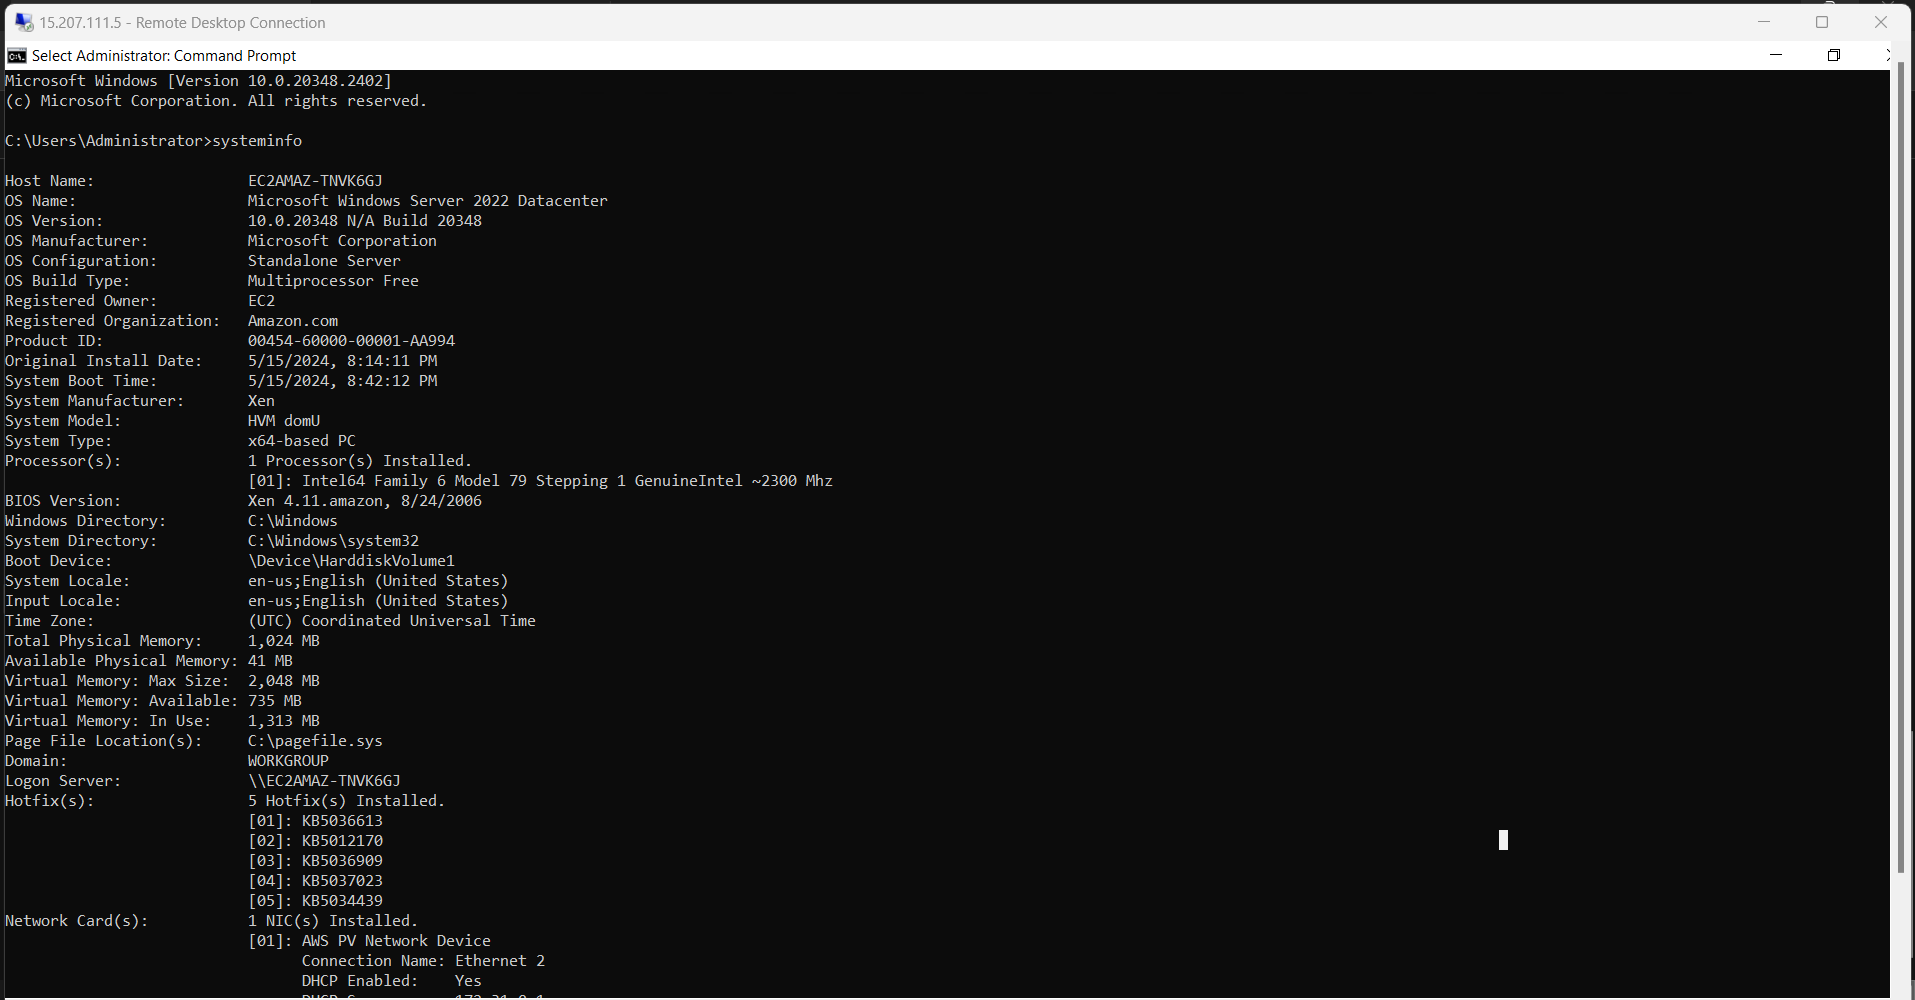 15.207.111.5 - Remote Desktop Connection
Select Administrator: Command Prompt
Microsoft Windows [Version 10.0.20348.2402]
(c) Microsoft Corporation. All rights reserved.
C:\Users\Administrator>systeminfo
Host Name: EC2AMAZ-TNVK6GJ
OS Name: Microsoft Windows Server 2022 Datacenter
OS Version: 10.0.20348 N/A Build 20348
OS Manufacturer: Microsoft Corporation
OS Configuration: Standalone Server
OS Build Type: Multiprocessor Free
Registered Owner: EC2
Registered Organization: Amazon.com
Product ID: 00454-60000-00001-AA994
Original Install Date: 5/15/2024, 8:14:11 PM
System Boot Time: 5/15/2024, 8:42:12 PM
System Manufacturer: Xen
System Model: HVM domU
System Type: x64-based PC
Processor(s): 1 Processor(s) Installed.
[01]: Intel64 Family 6 Model 79 Stepping 1 GenuineIntel ~2300 Mhz
BIOS Version: Xen 4.11.amazon, 8/24/2006
Windows Directory: C:\Windows
System Directory: C:\Windows\system32
Boot Device: \Device\HarddiskVolume1
System Locale: en-us;English (United States)
Input Locale: en-us;English (United States)
Time Zone: (UTC) Coordinated Universal Time
Total Physical Memory: 1,024 MB
Available Physical Memory: 41 MB
Virtual Memory: Max Size: 2,048 MB
Virtual Memory: Available: 735 MB
Virtual Memory: In Use: 1,313 MB
Page File Location(s): C:\pagefile.sys
Domain: WORKGROUP
Logon Server: \\EC2AMAZ-TNVK6GJ
Hotfix(s): 5 Hotfix(s) Installed.
[01]: KB5036613
[02]: KB5012170
[03]: KB5036909
[04]: KB5037023
[05]: KB5034439
Network Card(s): 1 NIC(s) Installed.
[01]: AWS PV Network Device
Connection Name: Ethernet 2
DHCP Enabled: Yes